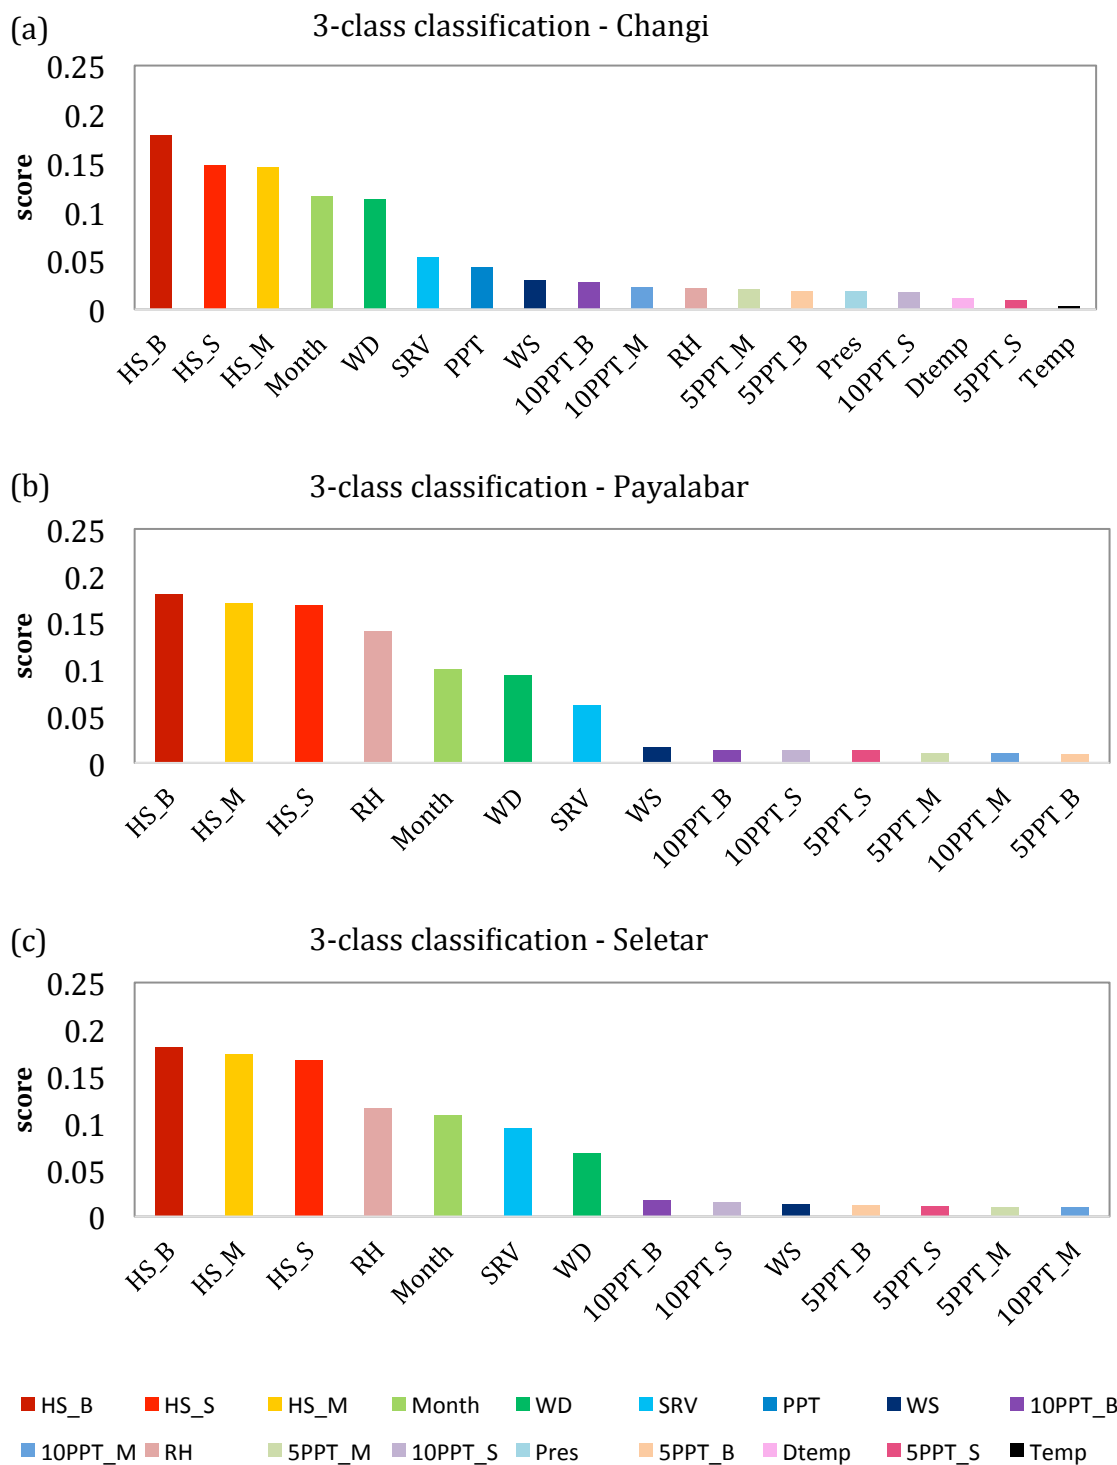 (a)
3-class classification - Changi
0.25
0.2
0.15
0.1
0.05
0
score
HS_B HS_S HS_M Month WD SRV PPT WS 10PPT_B 10PPT_M RH 5PPT_M 5PPT_B Pres 10PPT_S Dtemp 5PPT_S Temp
(b)
3-class classification - Payalabar
0.25
0.2
0.15
0.1
0.05
0
score
HS_B HS_M HS_S RH Month WD SRV WS 10PPT_B 10PPT_S 5PPT_S 5PPT_M 10PPT_M 5PPT_B
(c)
3-class classification - Seletar
0.25
0.2
0.15
0.1
0.05
0
score
HS_B HS_M HS_S RH Month SRV WD 10PPT_B 10PPT_S WS 5PPT_B 5PPT_S 5PPT_M 10PPT_M
HS_B HS_S HS_M Month WD SRV PPT WS 10PPT_B
10PPT_M RH 5PPT_M 10PPT_S Pres 5PPT_B Dtemp 5PPT_S Temp